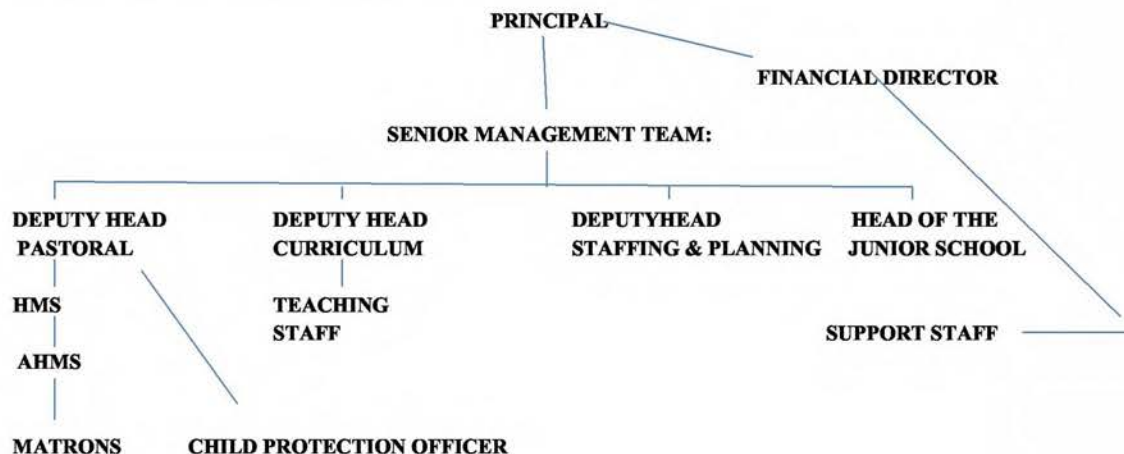 PRINCIPAL
FINANCIAL DIRECTOR
SENIOR MANAGEMENT TEAM:
DEPUTY HEAD
PASTORAL
DEPUTY HEAD
CURRICULUM
DEPUTYHEAD
STAFFING & PLANNING
HEAD OF THE
JUNIOR SCHOOL
HMS
TEACHING
STAFF
SUPPORT STAFF
AHMS
MATRONS
CHILD PROTECTION OFFICER